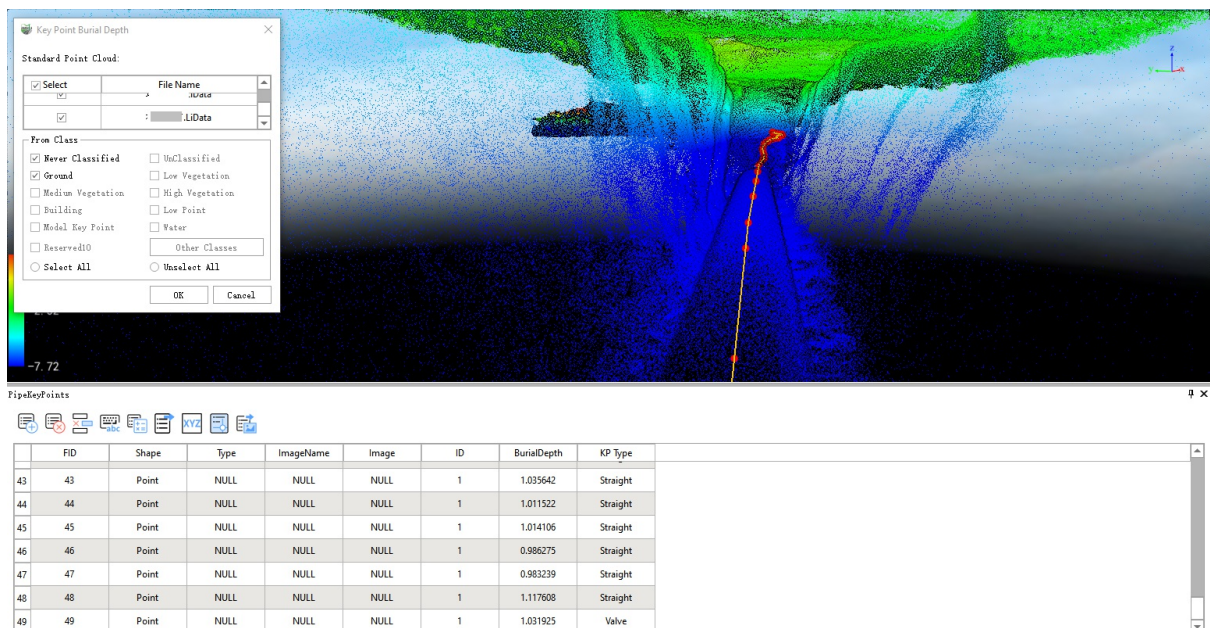 Key Point Burial Depth
Standard Point Cloud:
Select File Name
.LiData
: .LiData
From Class
Never Classified UnClassified
Ground Low Vegetation
Medium Vegetation High Vegetation
Building Low Point
Model Key Point Water
Reserved10 Other Classes
Select All Unselect All
OK Cancel
-7.72
z
y x
PipeKeyPoints
abc XYZ
FID Shape Type ImageName Image ID BurialDepth KP Type
43 43 Point NULL NULL NULL 1 1.035642 Straight
44 44 Point NULL NULL NULL 1 1.011522 Straight
45 45 Point NULL NULL NULL 1 1.014106 Straight
46 46 Point NULL NULL NULL 1 0.986275 Straight
47 47 Point NULL NULL NULL 1 0.983239 Straight
48 48 Point NULL NULL NULL 1 1.117608 Straight
49 49 Point NULL NULL NULL 1 1.031925 Valve